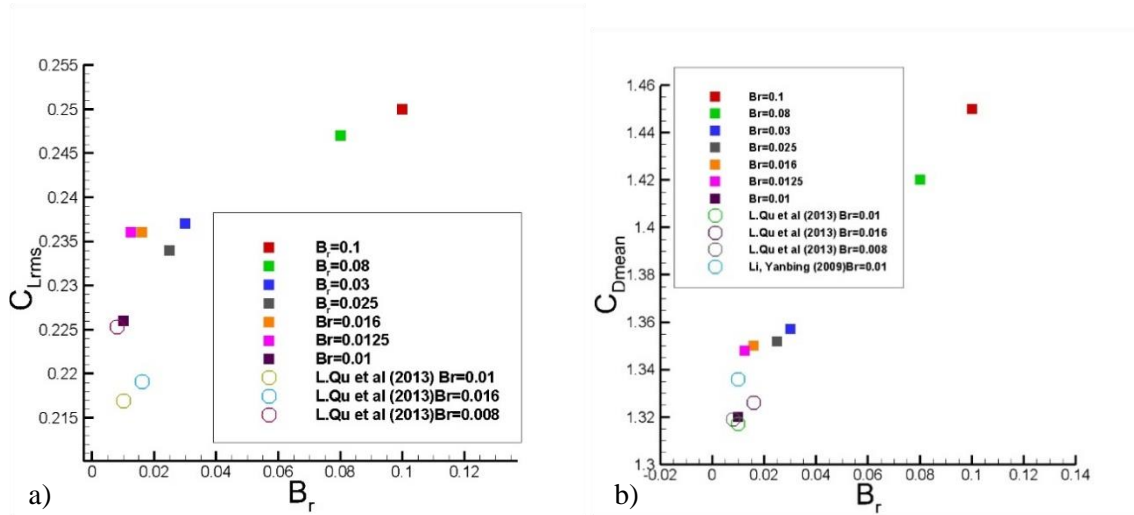 0.255
0.25
0.245
0.24
0.235
0.23
0.225
0.22
0.215
C_Lrms
0 0.02 0.04 0.06 0.08 0.1 0.12
B_r
B_r=0.1
B_r=0.08
B_r=0.03
B_r=0.025
Br=0.016
Br=0.0125
Br=0.01
L.Qu et al (2013) Br=0.01
L.Qu et al (2013)Br=0.016
L.Qu et al (2013)Br=0.008
a)
1.46
1.44
1.42
1.4
1.38
1.36
1.34
1.32
1.3
C_Dmean
-0.02 0 0.02 0.04 0.06 0.08 0.1 0.12 0.14
B_r
Br=0.1
Br=0.08
Br=0.03
Br=0.025
Br=0.016
Br=0.0125
Br=0.01
L.Qu et al (2013) Br=0.01
L.Qu et al (2013) Br=0.016
L.Qu et al (2013) Br=0.008
Li, Yanbing (2009)Br=0.01
b)